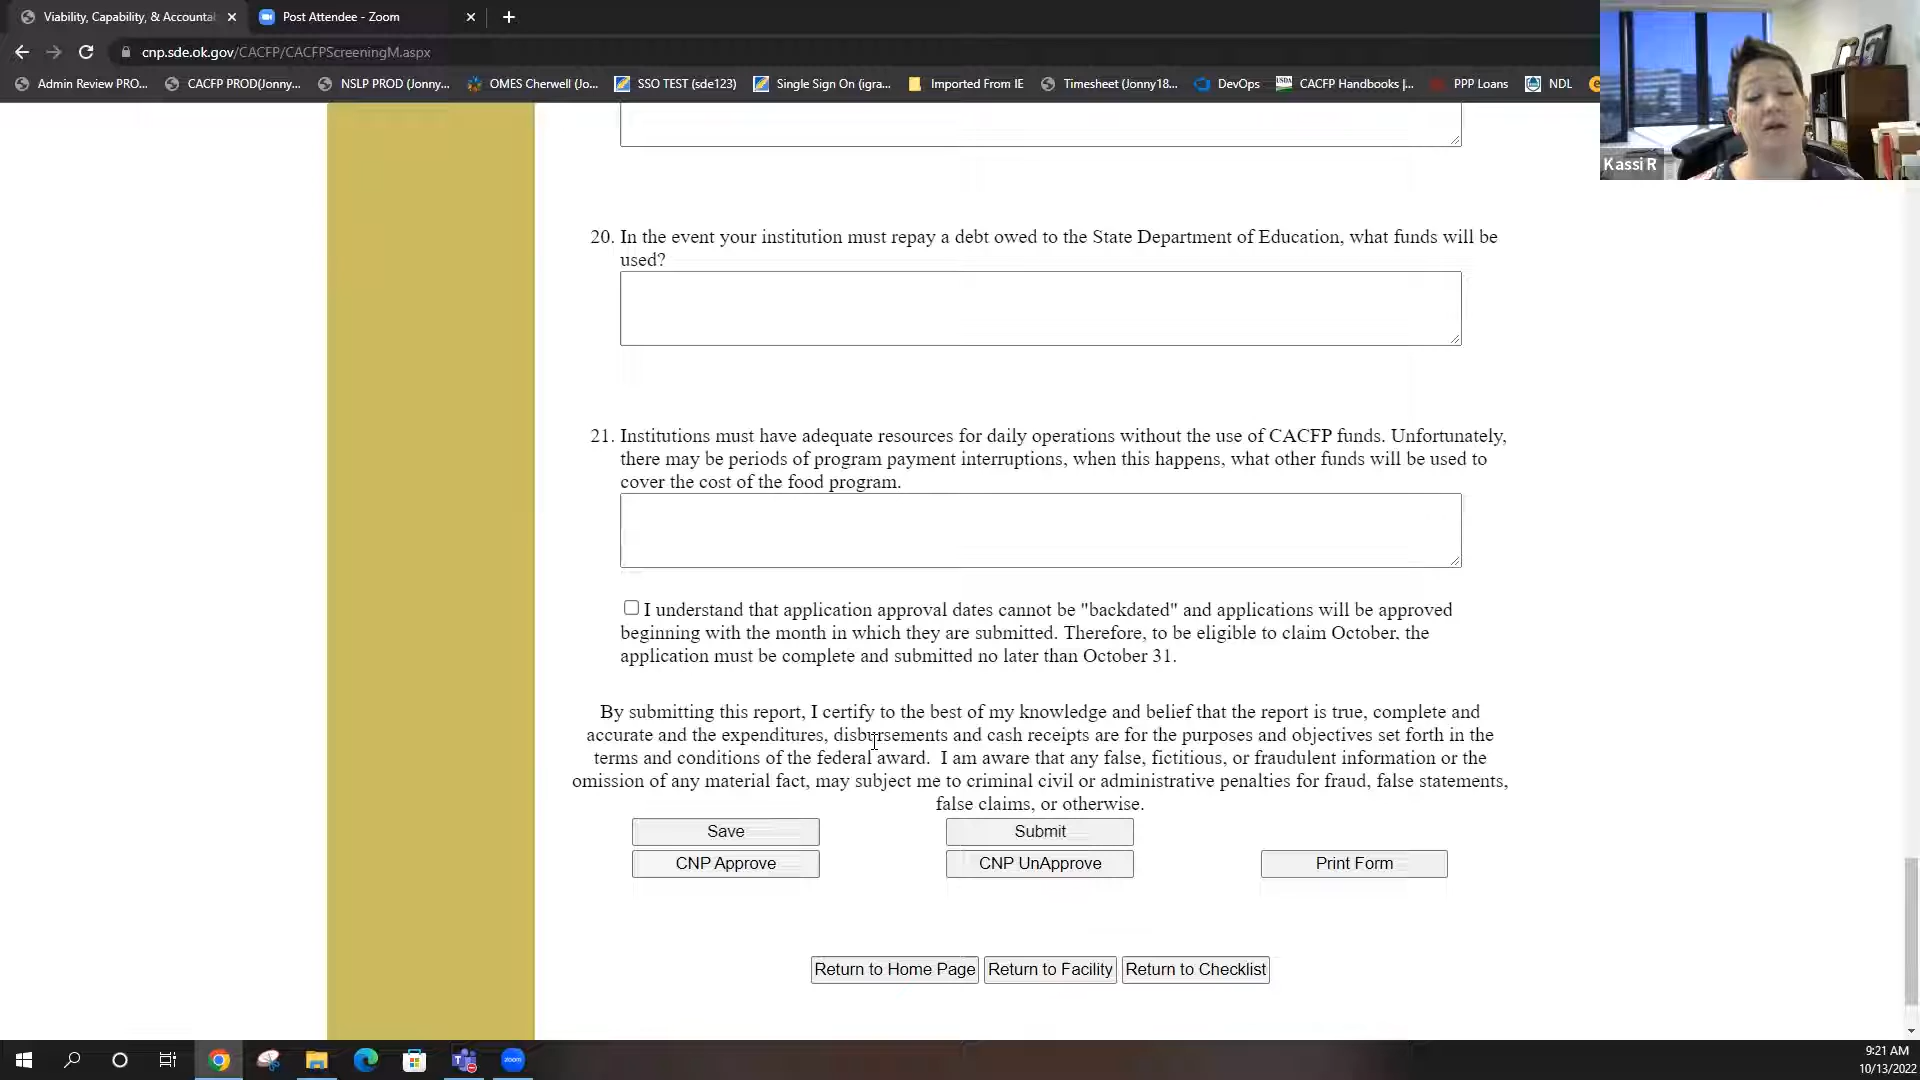 Viability, Capability, & Accounta
Post Attendee - Zoom
cnp.sde.ok.gov/CACFP/CACFPScreeningM.aspx
Admin Review PRO...
CACFP PROD(Jonny...
NSLP PROD (Jonny...
OMES Cherwell (Jo...
SSO TEST (sde123)
Single Sign On (igra...
Imported From IE
Timesheet (Jonny18...
DevOps
CACFP Handbooks |...
PPP Loans
NDL
Kassi R
20. In the event your institution must repay a debt owed to the State Department of Education, what funds will be
used?
21. Institutions must have adequate resources for daily operations without the use of CACFP funds. Unfortunately,
there may be periods of program payment interruptions, when this happens, what other funds will be used to
cover the cost of the food program.
I understand that application approval dates cannot be "backdated" and applications will be approved
beginning with the month in which they are submitted. Therefore, to be eligible to claim October, the
application must be complete and submitted no later than October 31.
By submitting this report, I certify to the best of my knowledge and belief that the report is true, complete and
accurate and the expenditures, disbursements and cash receipts are for the purposes and objectives set forth in the
terms and conditions of the federal award. I am aware that any false, fictitious, or fraudulent information or the
omission of any material fact, may subject me to criminal civil or administrative penalties for fraud, false statements,
false claims, or otherwise.
Save
Submit
CNP Approve
CNP UnApprove
Print Form
Return to Home Page
Return to Facility
Return to Checklist
zoom
9:21 AM
10/13/2022